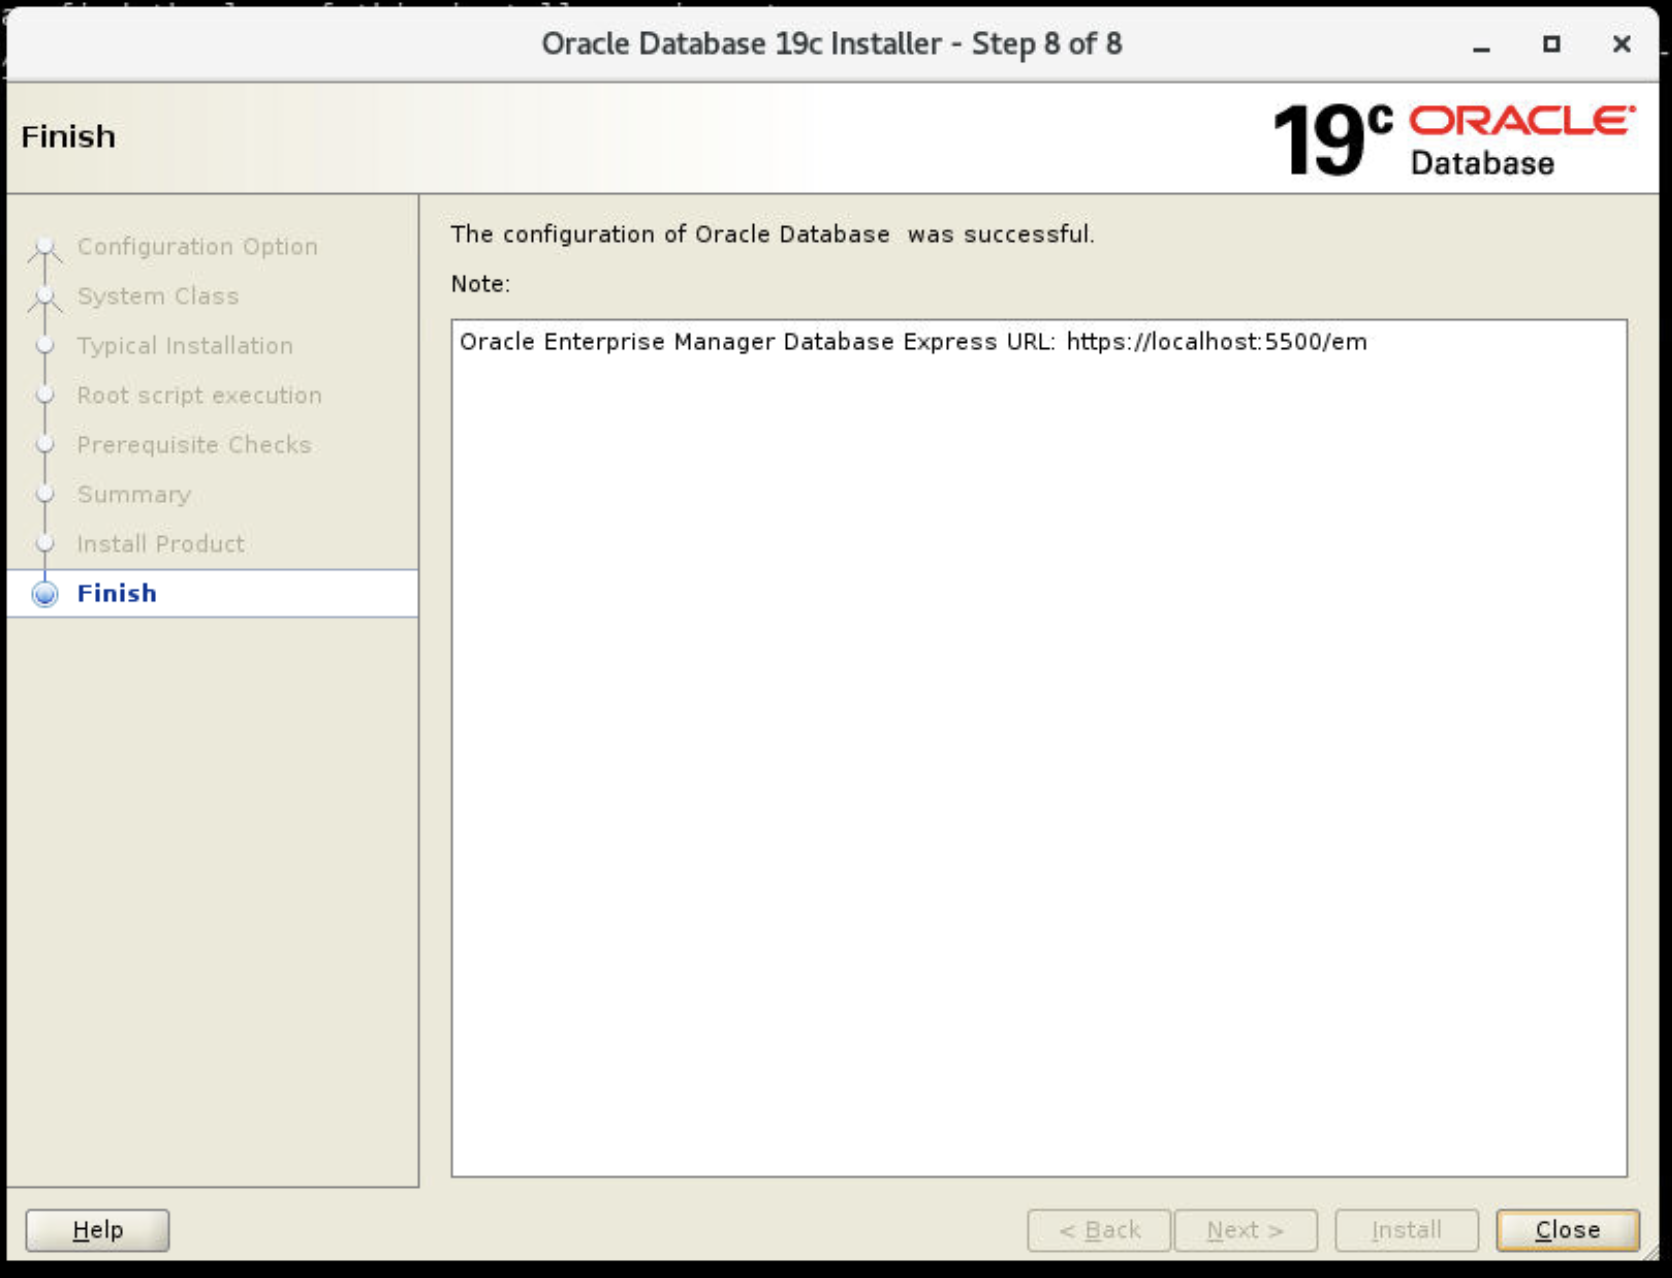 Oracle Database 19c Installer - Step 8 of 8
Finish
19c ORACLE
Database
Configuration Option
System Class
Typical Installation
Root script execution
Prerequisite Checks
Summary
Install Product
Finish
The configuration of Oracle Database  was successful.
Note:
Oracle Enterprise Manager Database Express URL: https://localhost:5500/em
Help
< Back
Next >
Install
Close